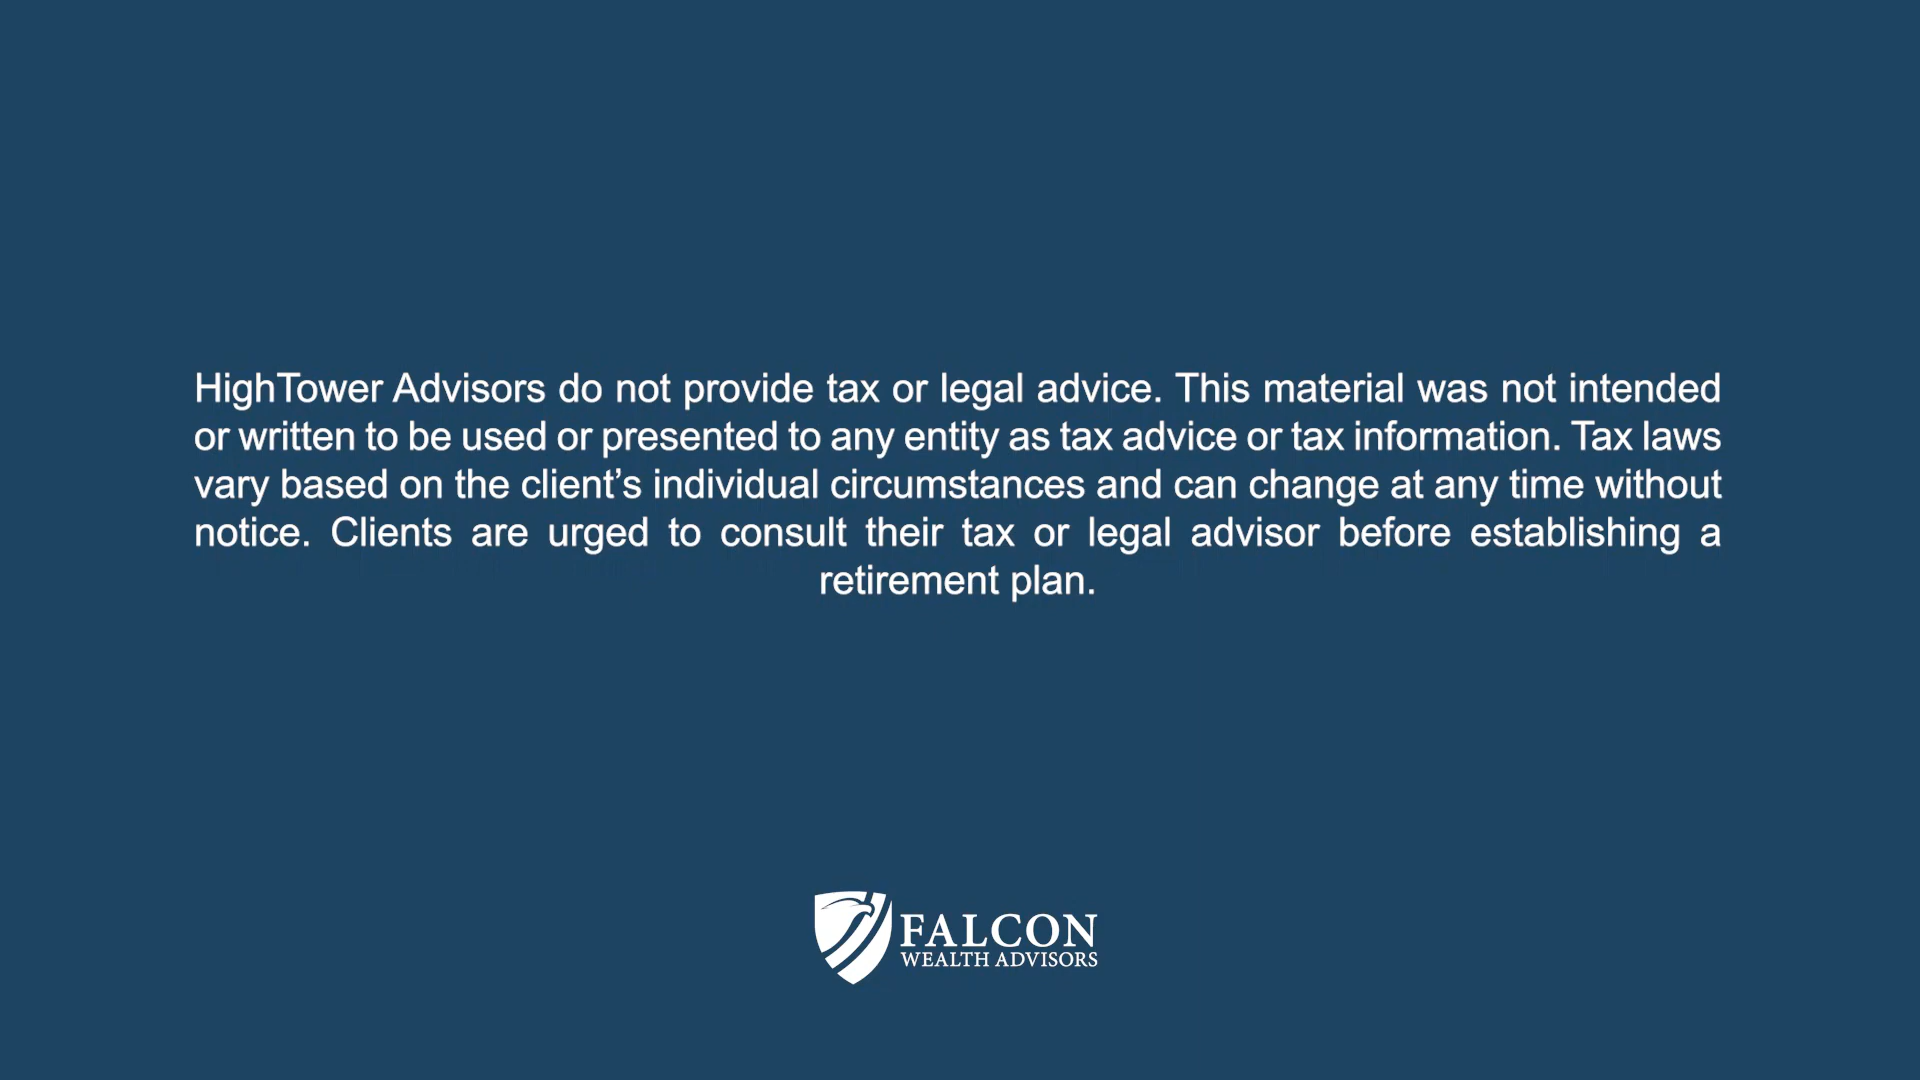 HighTower Advisors do not provide tax or legal advice. This material was not intended
or written to be used or presented to any entity as tax advice or tax information. Tax laws
vary based on the client’s individual circumstances and can change at any time without
notice. Clients are urged to consult their tax or legal advisor before establishing a
retirement plan.
FALCON
WEALTH ADVISORS